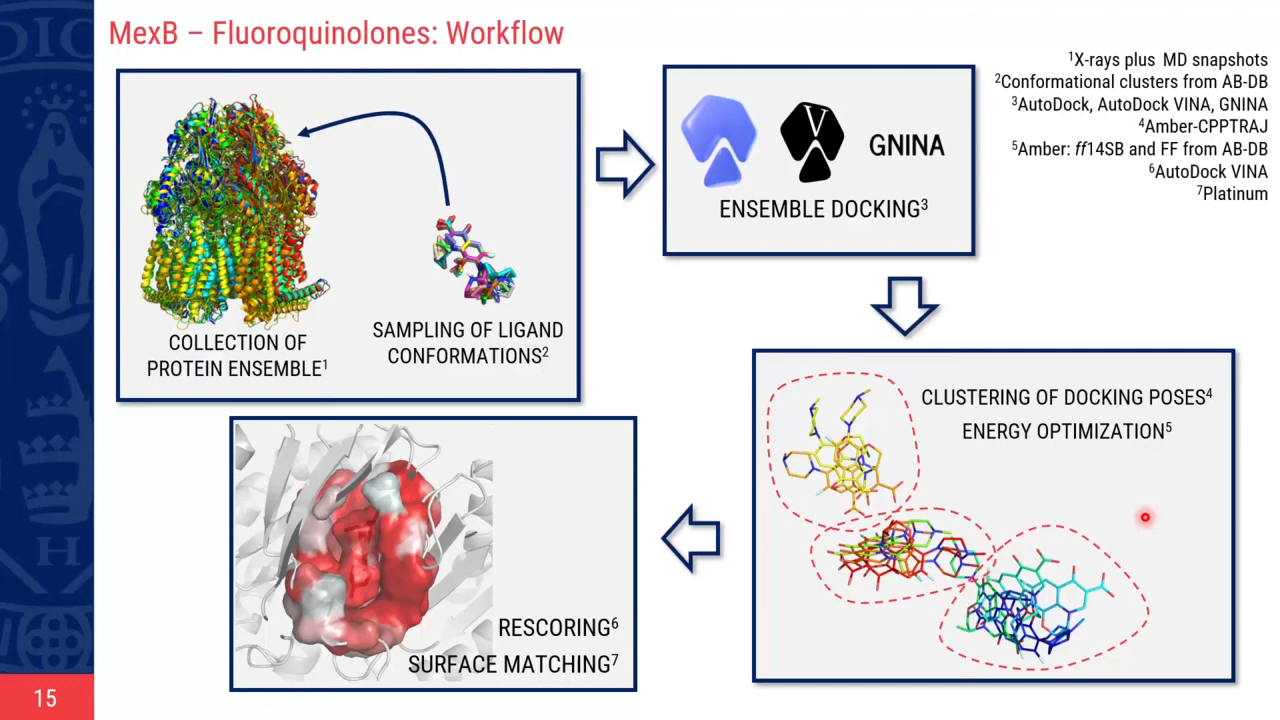 MexB – Fluoroquinolones: Workflow
¹X-rays plus MD snapshots
²Conformational clusters from AB-DB
³AutoDock, AutoDock VINA, GNINA
⁴Amber-CPPTRAJ
⁵Amber: ff14SB and FF from AB-DB
⁶AutoDock VINA
⁷Platinum
COLLECTION OF
PROTEIN ENSEMBLE¹
SAMPLING OF LIGAND
CONFORMATIONS²
V
GNINA
ENSEMBLE DOCKING³
CLUSTERING OF DOCKING POSES⁴
ENERGY OPTIMIZATION⁵
RESCORING⁶
SURFACE MATCHING⁷
15